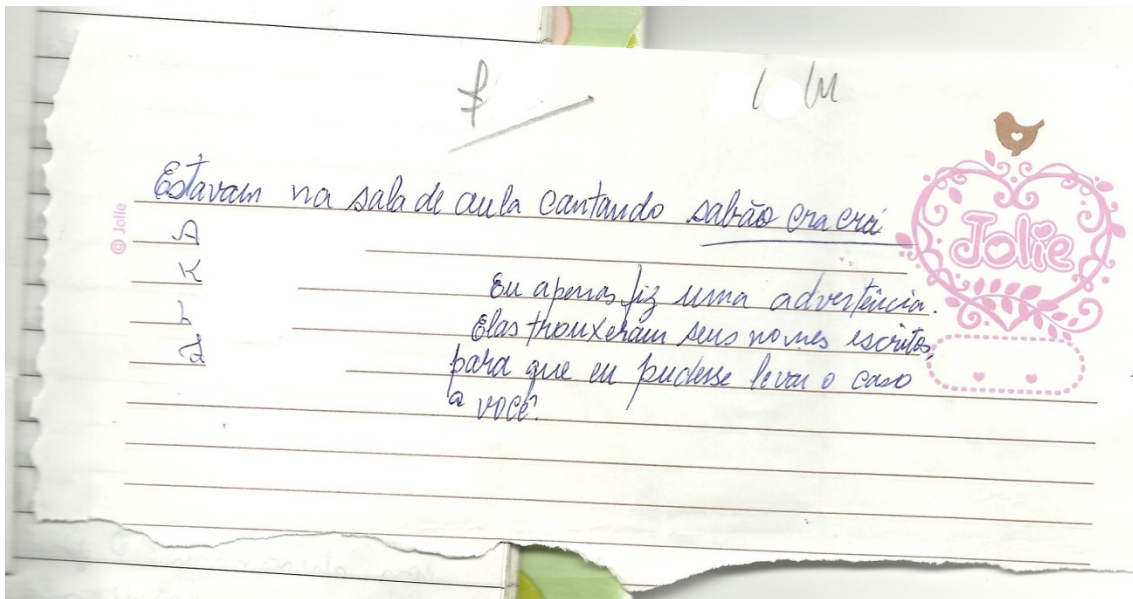 Estavam na sala de aula cantando sabão cra crá
© Jolie
A
K
L
Eu apenas fiz uma advertência.
Elas trouxeram seus nomes escritos,
para que eu pudesse levar o caso
a você.
Jolie